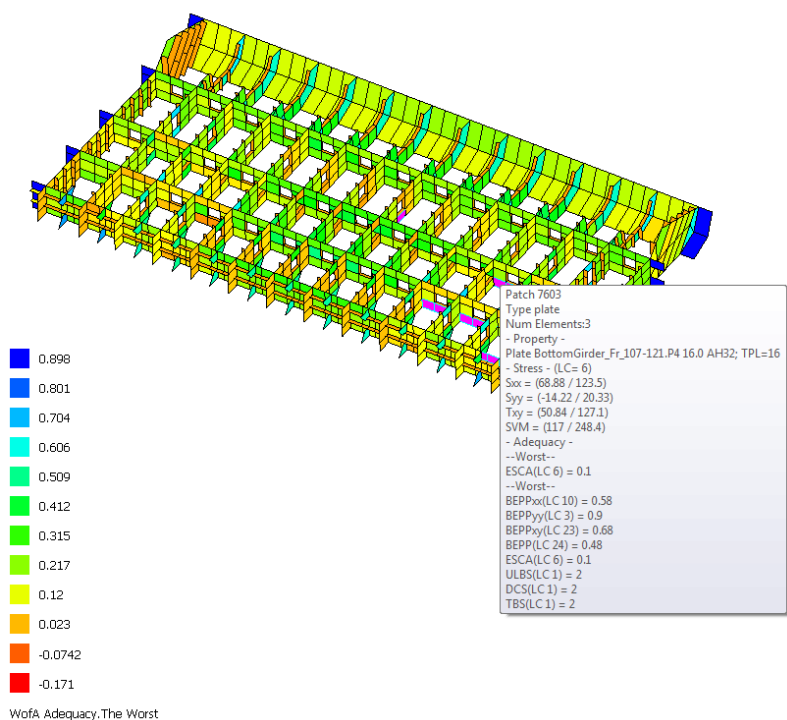 Patch 7603
Type plate
Num Elements:3
- Property -
Plate BottomGirder_Fr_107-121.P4 16.0 AH32; TPL=16
- Stress - (LC= 6)
Sxx = (68.88 / 123.5)
Syy = (-14.22 / 20.33)
Txy = (50.84 / 127.1)
SVM = (117 / 248.4)
- Adequacy -
--Worst--
ESCA(LC 6) = 0.1
--Worst--
BEPPxx(LC 10) = 0.58
BEPPyy(LC 3) = 0.9
BEPPxy(LC 23) = 0.68
BEPP(LC 24) = 0.48
ESCA(LC 6) = 0.1
ULBS(LC 1) = 2
DCS(LC 1) = 2
TBS(LC 1) = 2
0.898
0.801
0.704
0.606
0.509
0.412
0.315
0.217
0.12
0.023
-0.0742
-0.171
WofA Adequacy.The Worst